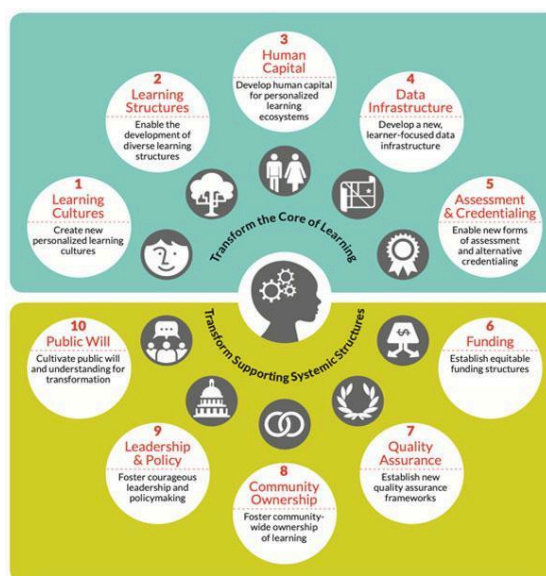 1
Learning
Cultures
Create new
personalized learning
cultures
2
Learning
Structures
Enable the
development of
diverse learning
structures
3
Human
Capital
Develop human capital
for personalized
learning
ecosystems
4
Data
Infrastructure
Develop a new,
learner-focused data
infrastructure
5
Assessment
& Credentialing
Enable new forms
of assessment
and alternative
credentialing
Transform the Core of Learning
Transform Supporting Systemic Structures
6
Funding
Establish equitable
funding structures
7
Quality
Assurance
Establish new
quality assurance
frameworks
8
Community
Ownership
Foster community-
wide ownership
of learning
9
Leadership
& Policy
Foster courageous
leadership and
policymaking
10
Public Will
Cultivate public will
and understanding for
transformation
$